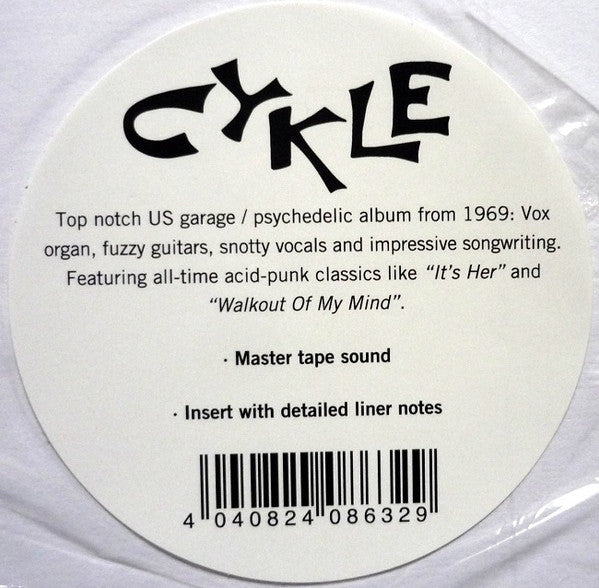 CYKLE
Top notch US garage / psychedelic album from 1969: Vox
organ, fuzzy guitars, snotty vocals and impressive songwriting.
Featuring all-time acid-punk classics like “It's Her” and
“Walkout Of My Mind”.
· Master tape sound
· Insert with detailed liner notes
4 040824 086329